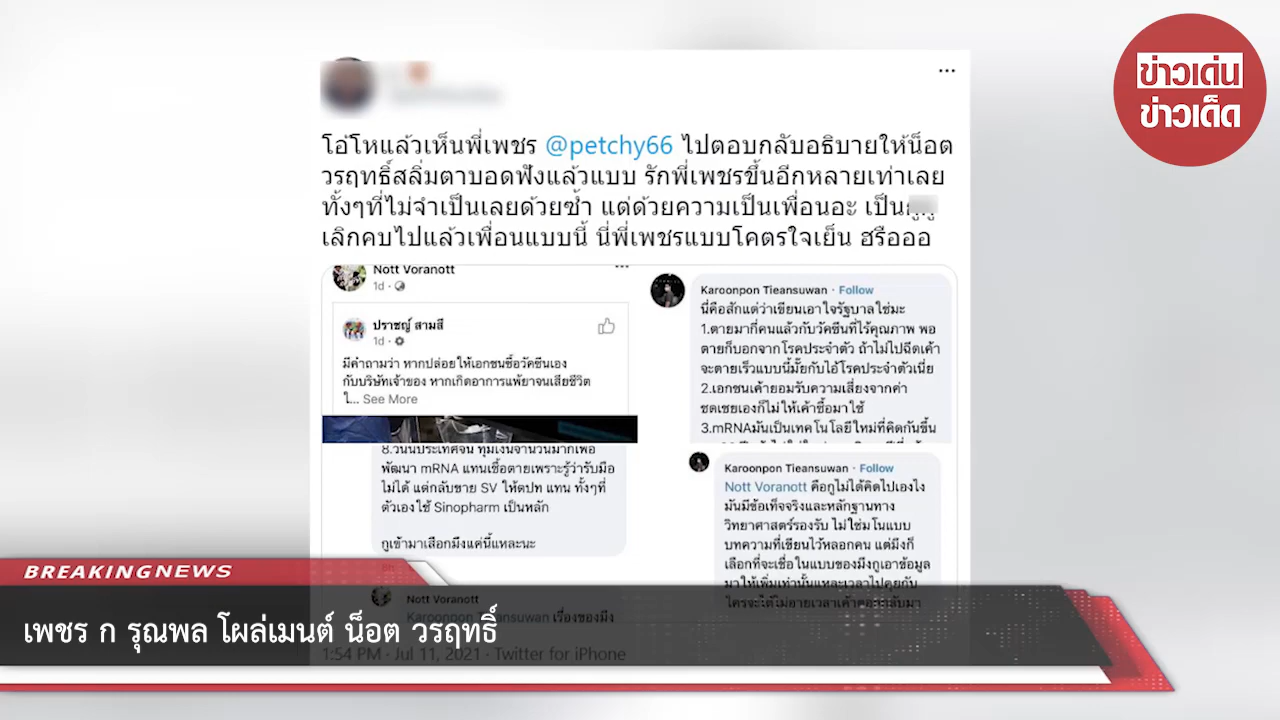 ข่าวเด่น
ข่าวเด็ด
โอ้โหแล้วเห็นพี่เพชร @petchy66 ไปตอบกลับอธิบายให้น็อต
วรฤทธิ์สลิ่มตาบอดฟังแล้วแบบ รักพี่เพชรขึ้นอีกหลายเท่าเลย
ทั้งๆที่ไม่จำเป็นเลยด้วยซ้ำ แต่ด้วยความเป็นเพื่อนอะ เป็น
เลิกคบไปแล้วเพื่อนแบบนี้ นี่พี่เพชรแบบโคตรใจเย็น ฮรืออออ
Nott Voranott
1d
ปราชญ์ สามสี
1d
มีคำถามว่า หากปล่อยให้เอกชนซื้อวัคซีนเอง
กับบริษัทเจ้าของ หากเกิดอาการแพ้ยาจนเสียชีวิต
ใ... See More
8.วันนี้ประเทศจีน ทุ่มเงินจำนวนมากเพื่อ
พัฒนา mRNA แทนเชื้อตายเพราะรู้ว่ารับมือ
ไม่ได้ แต่กลับขาย SV ให้ตปท แทน ทั้งๆที่
ตัวเองใช้ Sinopharm เป็นหลัก
กูเข้ามาเสือกมึงแค่นี้แหละนะ
Nott Voranott
Karoonpon Tieansuwan เรื่องของมึง
Karoonpon Tieansuwan · Follow
นี่คือสักแต่ว่าเขียนเอาใจรัฐบาลใช่มะ
1.ตายมากี่คนแล้วกับวัคซีนที่ไร้คุณภาพ พอ
ตายก็บอกจากโรคประจำตัว ถ้าไม่ไปฉีดเค้า
จะตายเร็วแบบนี้มั้ยกับไอ้โรคประจำตัวเนี่ย
2.เอกชนเค้ายอมรับความเสี่ยงจากค่า
ชดเชยเองก็ไม่ให้เค้าซื้อมาใช้
3.mRNAมันเป็นเทคโนโลยีใหม่ที่คิดกันขึ้น
Karoonpon Tieansuwan · Follow
Nott Voranott คือกูไม่ได้คิดไปเองไง
มันมีข้อเท็จจริงและหลักฐานทาง
วิทยาศาสตร์รองรับ ไม่ใช่มโนแบบ
บทความที่เขียนไว้หลอกคน แต่มึงก็
เลือกที่จะเชื่อในแบบของมึงกูเอาข้อมูล
มาให้เพิ่มเท่านั้นแหละเวลาไปคุยกับ
ใครจะได้ไม่อายเวลาเค้า
1:54 PM · Jul 11, 2021 · Twitter for iPhone
BREAKINGNEWS
เพชร ก รุณพล โผล่เมนต์ น็อต วรฤทธิ์